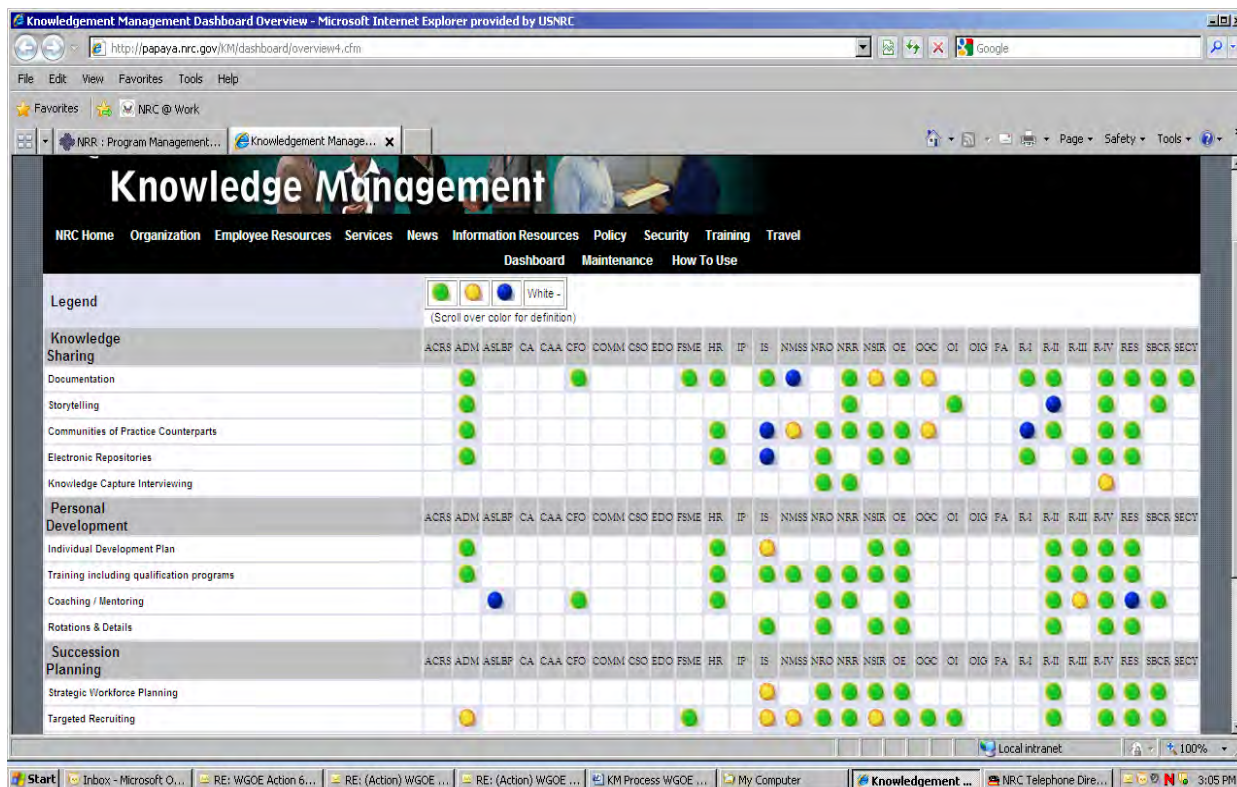 Knowledgement Management Dashboard Overview - Microsoft Internet Explorer provided by USNRC
http://papaya.nrc.gov/KM/dashboard/overview4.cfm
Google
File Edit View Favorites Tools Help
Favorites NRC @ Work
NRR : Program Management... Knowledgement Manage... X
Page Safety Tools
Knowledge Management
NRC Home Organization Employee Resources Services News Information Resources Policy Security Training Travel
Dashboard Maintenance How To Use
Legend White -
(Scroll over color for definition)
Knowledge Sharing ACRS ADM ASLBP CA CAA CFO COMM CSO EDO FSME HR IP IS NMSS NRO NRR NSIR OE OGC OI OIG PA R-I R-II R-III R-IV RES SBCR SECY
Documentation
Storytelling
Communities of Practice Counterparts
Electronic Repositories
Knowledge Capture Interviewing
Personal Development ACRS ADM ASLBP CA CAA CFO COMM CSO EDO FSME HR IP IS NMSS NRO NRR NSIR OE OGC OI OIG PA R-I R-II R-III R-IV RES SBCR SECY
Individual Development Plan
Training including qualification programs
Coaching / Mentoring
Rotations & Details
Succession Planning ACRS ADM ASLBP CA CAA CFO COMM CSO EDO FSME HR IP IS NMSS NRO NRR NSIR OE OGC OI OIG PA R-I R-II R-III R-IV RES SBCR SECY
Strategic Workforce Planning
Targeted Recruiting
Local intranet 100%
Start Inbox - Microsoft O... RE: WGOE Action 6... RE: (Action) WGOE ... RE: (Action) WGOE ... KM Process WGOE ... My Computer Knowledgement ... NRC Telephone Dire... 3:05 PM